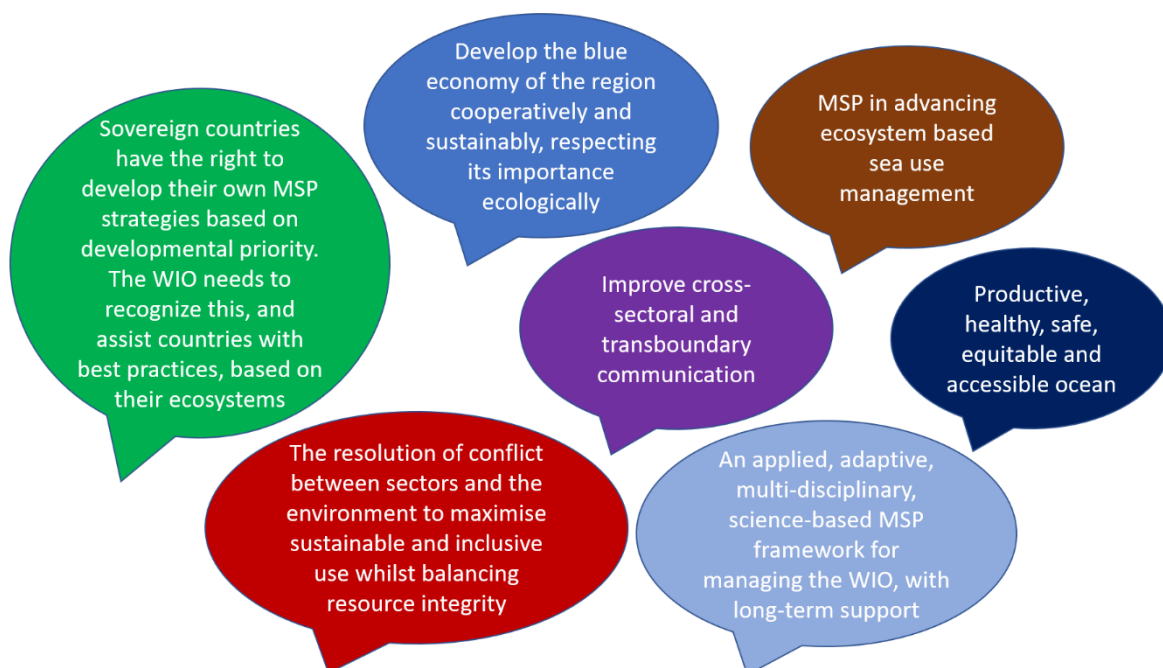 Sovereign countries
have the right to
develop their own MSP
strategies based on
developmental priority.
The WIO needs to
recognize this, and
assist countries with
best practices, based on
their ecosystems
Develop the blue
economy of the region
cooperatively and
sustainably, respecting
its importance
ecologically
MSP in advancing
ecosystem based
sea use
management
Improve cross-
sectoral and
transboundary
communication
Productive,
healthy, safe,
equitable and
accessible ocean
The resolution of conflict
between sectors and the
environment to maximise
sustainable and inclusive
use whilst balancing
resource integrity
An applied, adaptive,
multi-disciplinary,
science-based MSP
framework for
managing the WIO, with
long-term support